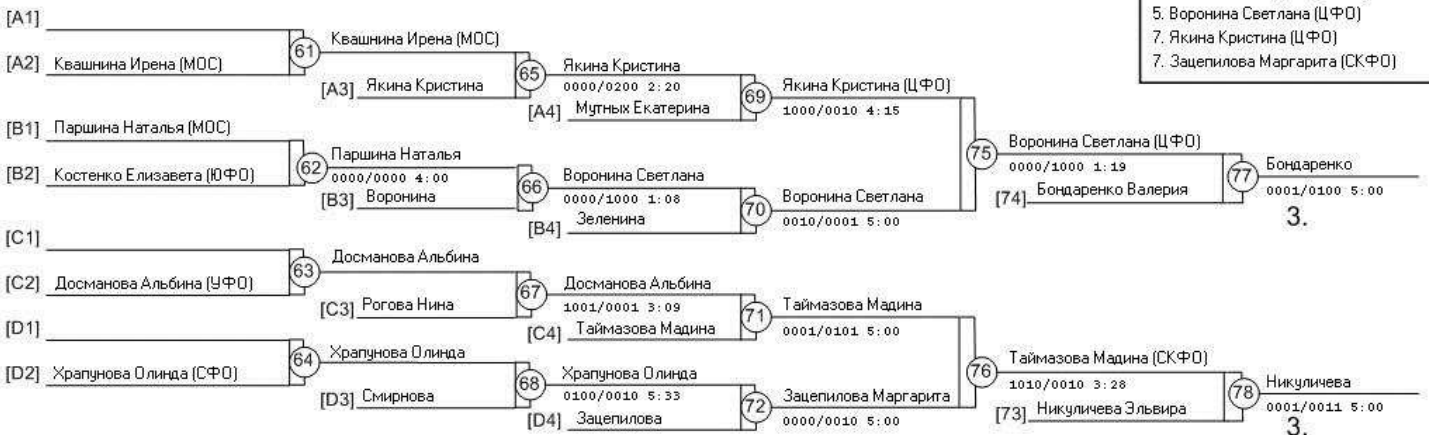 5. Воронина Светлана (ЦФО)
7. Якина Кристина (ЦФО)
7. Зацепилова Маргарита (СКФО)
[A1]
[A2] Квашнина Ирена (МОС)
61
Квашнина Ирена (МОС)
[A3] Якина Кристина
65
Якина Кристина
0000/0200 2:20
[A4] Мутных Екатерина
69
Якина Кристина (ЦФО)
1000/0010 4:15
[B1] Паршина Наталья (МОС)
[B2] Костенко Елизавета (ЮФО)
62
Паршина Наталья
0000/0000 4:00
[B3] Воронина
66
Воронина Светлана
0000/1000 1:08
[B4] Зеленина
70
Воронина Светлана
0010/0001 5:00
75
Воронина Светлана (ЦФО)
0000/1000 1:19
[74] Бондаренко Валерия
77
Бондаренко
0001/0100 5:00
3.
[C1]
[C2] Досманова Альбина (УФО)
63
Досманова Альбина
[C3] Рогова Нина
67
Досманова Альбина
1001/0001 3:09
[C4] Таймазова Мадина
71
Таймазова Мадина
0001/0101 5:00
[D1]
[D2] Храпунова Олинда (СФО)
64
Храпунова Олинда
[D3] Смирнова
68
Храпунова Олинда
0100/0010 5:33
[D4] Зацепилова
72
Зацепилова Маргарита
0000/0010 5:00
76
Таймазова Мадина (СКФО)
1010/0010 3:28
[73] Никуличева Эльвира
78
Никуличева
0001/0011 5:00
3.